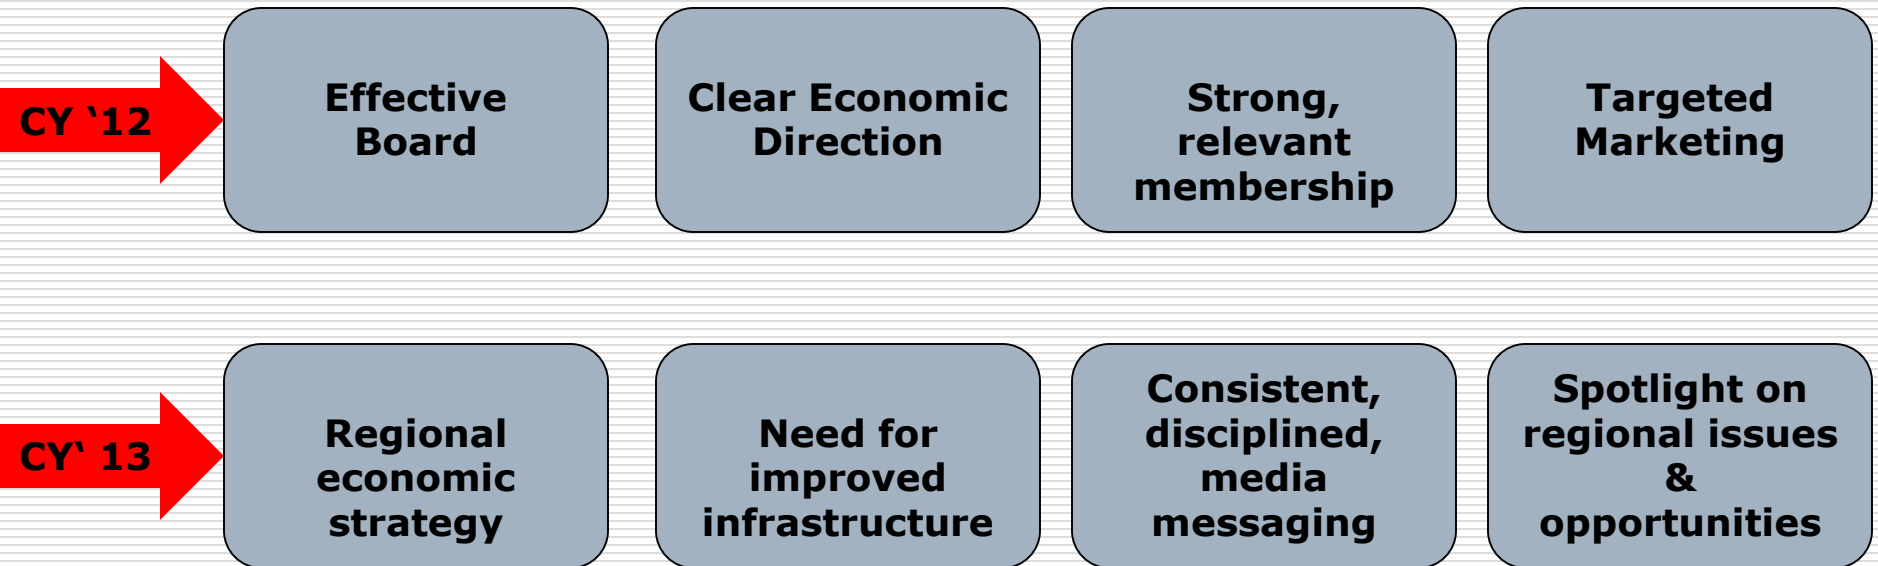 CY ‘12
Effective
Board
Clear Economic
Direction
Strong,
relevant
membership
Targeted
Marketing
CY‘ 13
Regional
economic
strategy
Need for
improved
infrastructure
Consistent,
disciplined,
media
messaging
Spotlight on
regional issues
&
opportunities